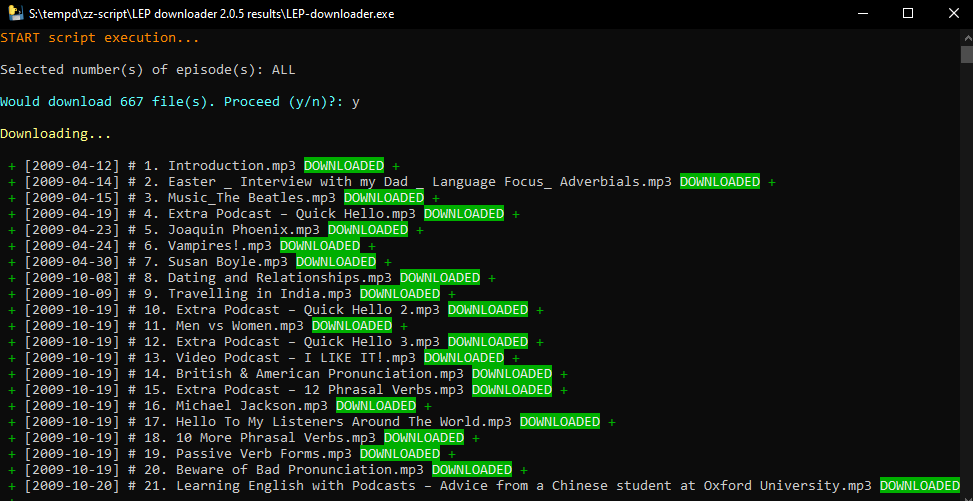 S:\tempd\zz-script\LEP downloader 2.0.5 results\LEP-downloader.exe
START script execution...
Selected number(s) of episode(s): ALL
Would download 667 file(s). Proceed (y/n)?: y
Downloading...
+ [2009-04-12] # 1. Introduction.mp3 DOWNLOADED +
+ [2009-04-14] # 2. Easter _ Interview with my Dad _ Language Focus_ Adverbials.mp3 DOWNLOADED +
+ [2009-04-15] # 3. Music_The Beatles.mp3 DOWNLOADED +
+ [2009-04-19] # 4. Extra Podcast – Quick Hello.mp3 DOWNLOADED +
+ [2009-04-23] # 5. Joaquin Phoenix.mp3 DOWNLOADED +
+ [2009-04-24] # 6. Vampires!.mp3 DOWNLOADED +
+ [2009-04-30] # 7. Susan Boyle.mp3 DOWNLOADED +
+ [2009-10-08] # 8. Dating and Relationships.mp3 DOWNLOADED +
+ [2009-10-09] # 9. Travelling in India.mp3 DOWNLOADED +
+ [2009-10-19] # 10. Extra Podcast – Quick Hello 2.mp3 DOWNLOADED +
+ [2009-10-19] # 11. Men vs Women.mp3 DOWNLOADED +
+ [2009-10-19] # 12. Extra Podcast – Quick Hello 3.mp3 DOWNLOADED +
+ [2009-10-19] # 13. Video Podcast – I LIKE IT!.mp3 DOWNLOADED +
+ [2009-10-19] # 14. British & American Pronunciation.mp3 DOWNLOADED +
+ [2009-10-19] # 15. Extra Podcast – 12 Phrasal Verbs.mp3 DOWNLOADED +
+ [2009-10-19] # 16. Michael Jackson.mp3 DOWNLOADED +
+ [2009-10-19] # 17. Hello To My Listeners Around The World.mp3 DOWNLOADED +
+ [2009-10-19] # 18. 10 More Phrasal Verbs.mp3 DOWNLOADED +
+ [2009-10-19] # 19. Passive Verb Forms.mp3 DOWNLOADED +
+ [2009-10-19] # 20. Beware of Bad Pronunciation.mp3 DOWNLOADED +
+ [2009-10-20] # 21. Learning English with Podcasts – Advice from a Chinese student at Oxford University.mp3 DOWNLOADED